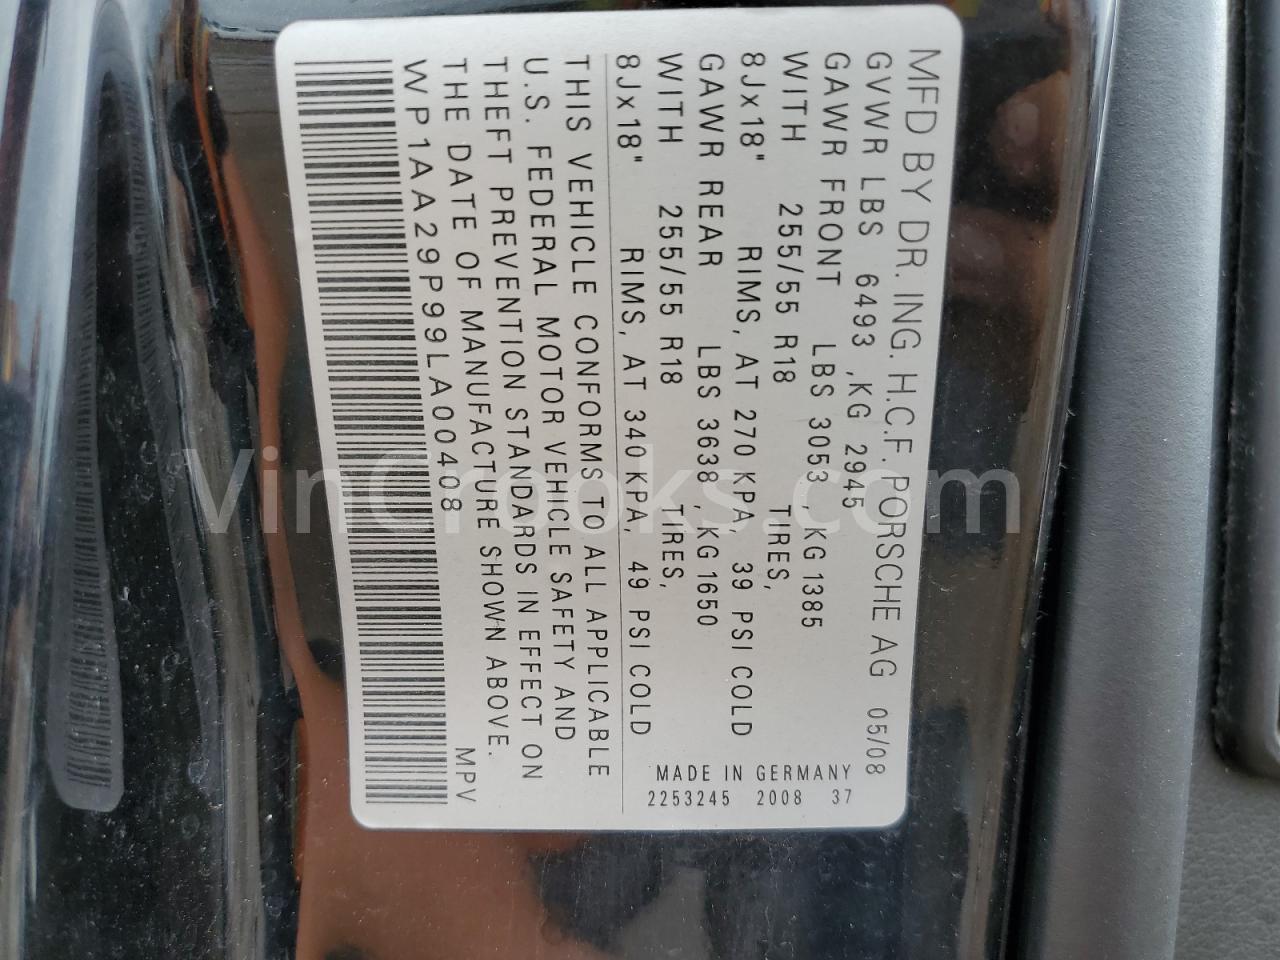 MFD BY DR. ING. H.C.F. PORSCHE AG 05/08
GVWR LBS 6493 ,KG 2945
GAWR FRONT LBS 3053 ,KG 1385
WITH 255/55 R18 TIRES,
8Jx18" RIMS, AT 270 KPA, 39 PSI COLD
GAWR REAR LBS 3638 ,KG 1650
WITH 255/55 R18 TIRES,
8Jx18" RIMS, AT 340 KPA, 49 PSI COLD
MADE IN GERMANY
2253245 2008 37
THIS VEHICLE CONFORMS TO ALL APPLICABLE
U.S. FEDERAL MOTOR VEHICLE SAFETY AND
THEFT PREVENTION STANDARDS IN EFFECT ON
THE DATE OF MANUFACTURE SHOWN ABOVE.
WP1AA29P99LA00408 MPV
VinCrooks.com